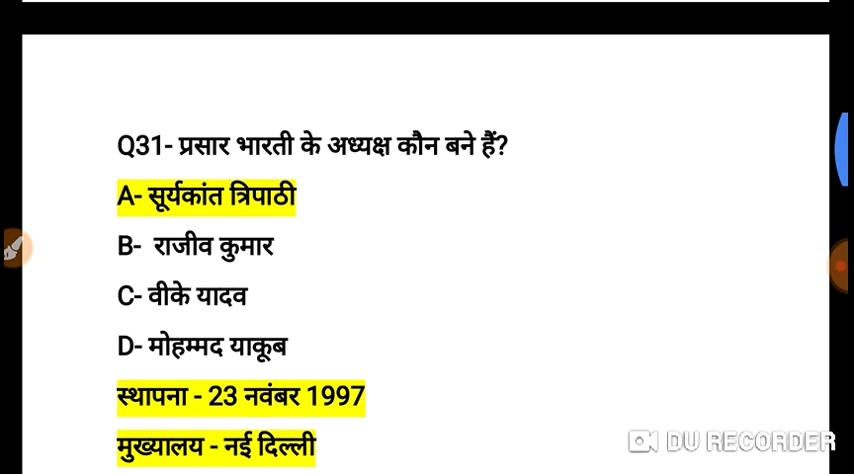 Q31- प्रसार भारती के अध्यक्ष कौन बने हैं?
A- सूर्यकांत त्रिपाठी
B- राजीव कुमार
C- वीके यादव
D- मोहम्मद याकूब
स्थापना - 23 नवंबर 1997
मुख्यालय - नई दिल्ली
DU RECORDER